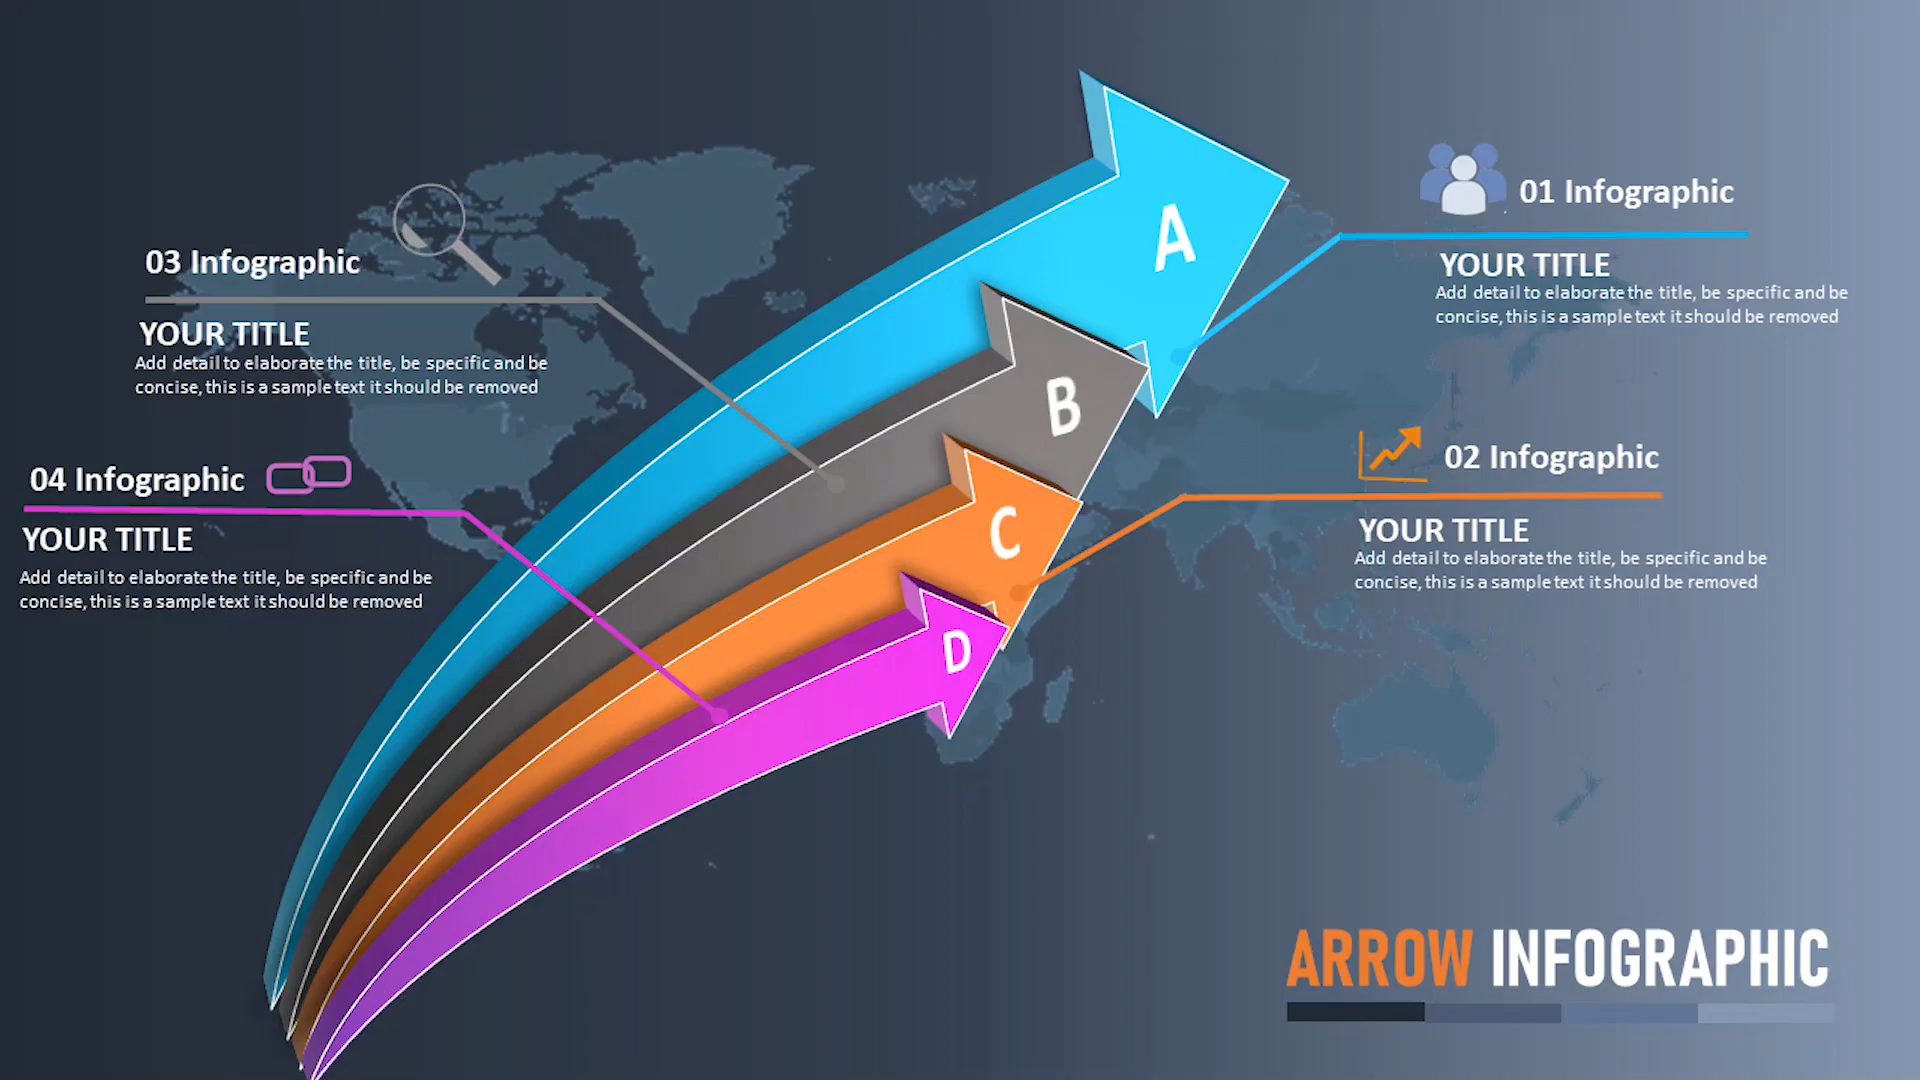 A
B
C
D
01 Infographic
YOUR TITLE
Add detail to elaborate the title, be specific and be
concise, this is a sample text it should be removed
02 Infographic
YOUR TITLE
Add detail to elaborate the title, be specific and be
concise, this is a sample text it should be removed
03 Infographic
YOUR TITLE
Add detail to elaborate the title, be specific and be
concise, this is a sample text it should be removed
04 Infographic
YOUR TITLE
Add detail to elaborate the title, be specific and be
concise, this is a sample text it should be removed
ARROW INFOGRAPHIC